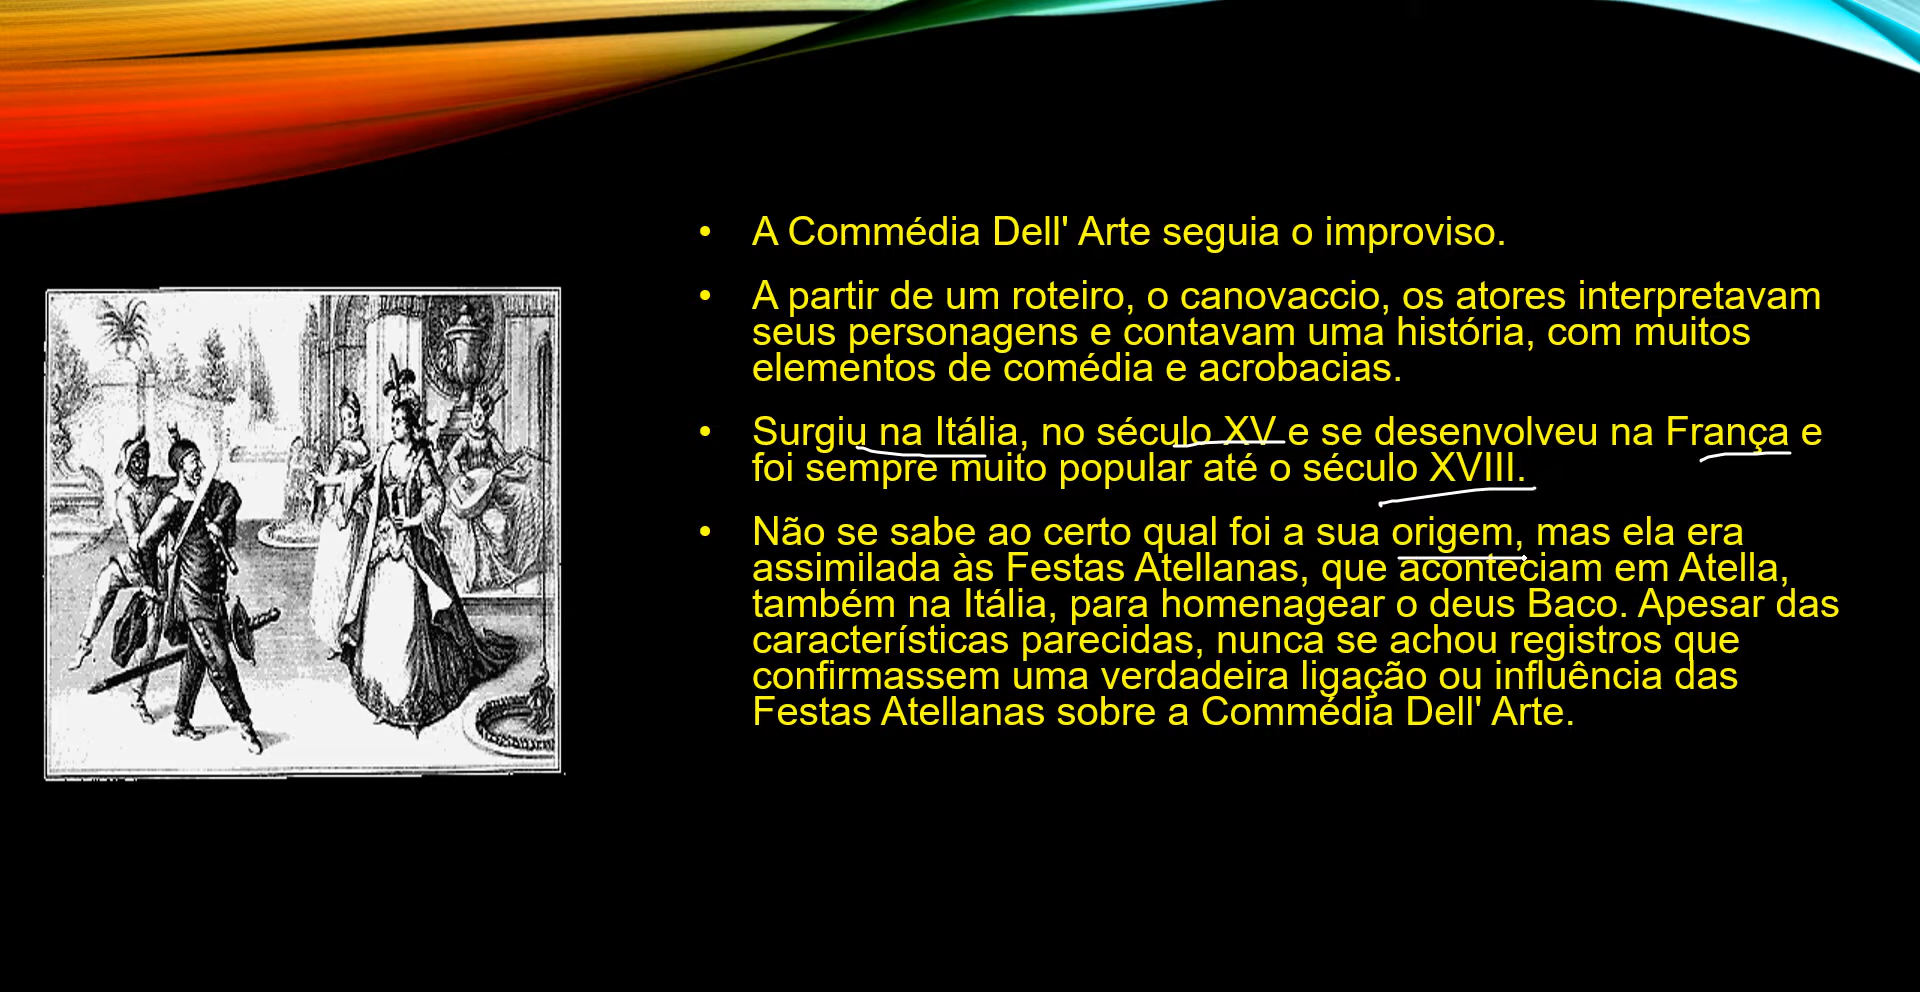 • A Commédia Dell' Arte seguia o improviso.
• A partir de um roteiro, o canovaccio, os atores interpretavam
seus personagens e contavam uma história, com muitos
elementos de comédia e acrobacias.
• Surgiu na Itália, no século XV e se desenvolveu na França e
foi sempre muito popular até o século XVIII.
• Não se sabe ao certo qual foi a sua origem, mas ela era
assimilada às Festas Atellanas, que aconteciam em Atella,
também na Itália, para homenagear o deus Baco. Apesar das
características parecidas, nunca se achou registros que
confirmassem uma verdadeira ligação ou influência das
Festas Atellanas sobre a Commédia Dell' Arte.